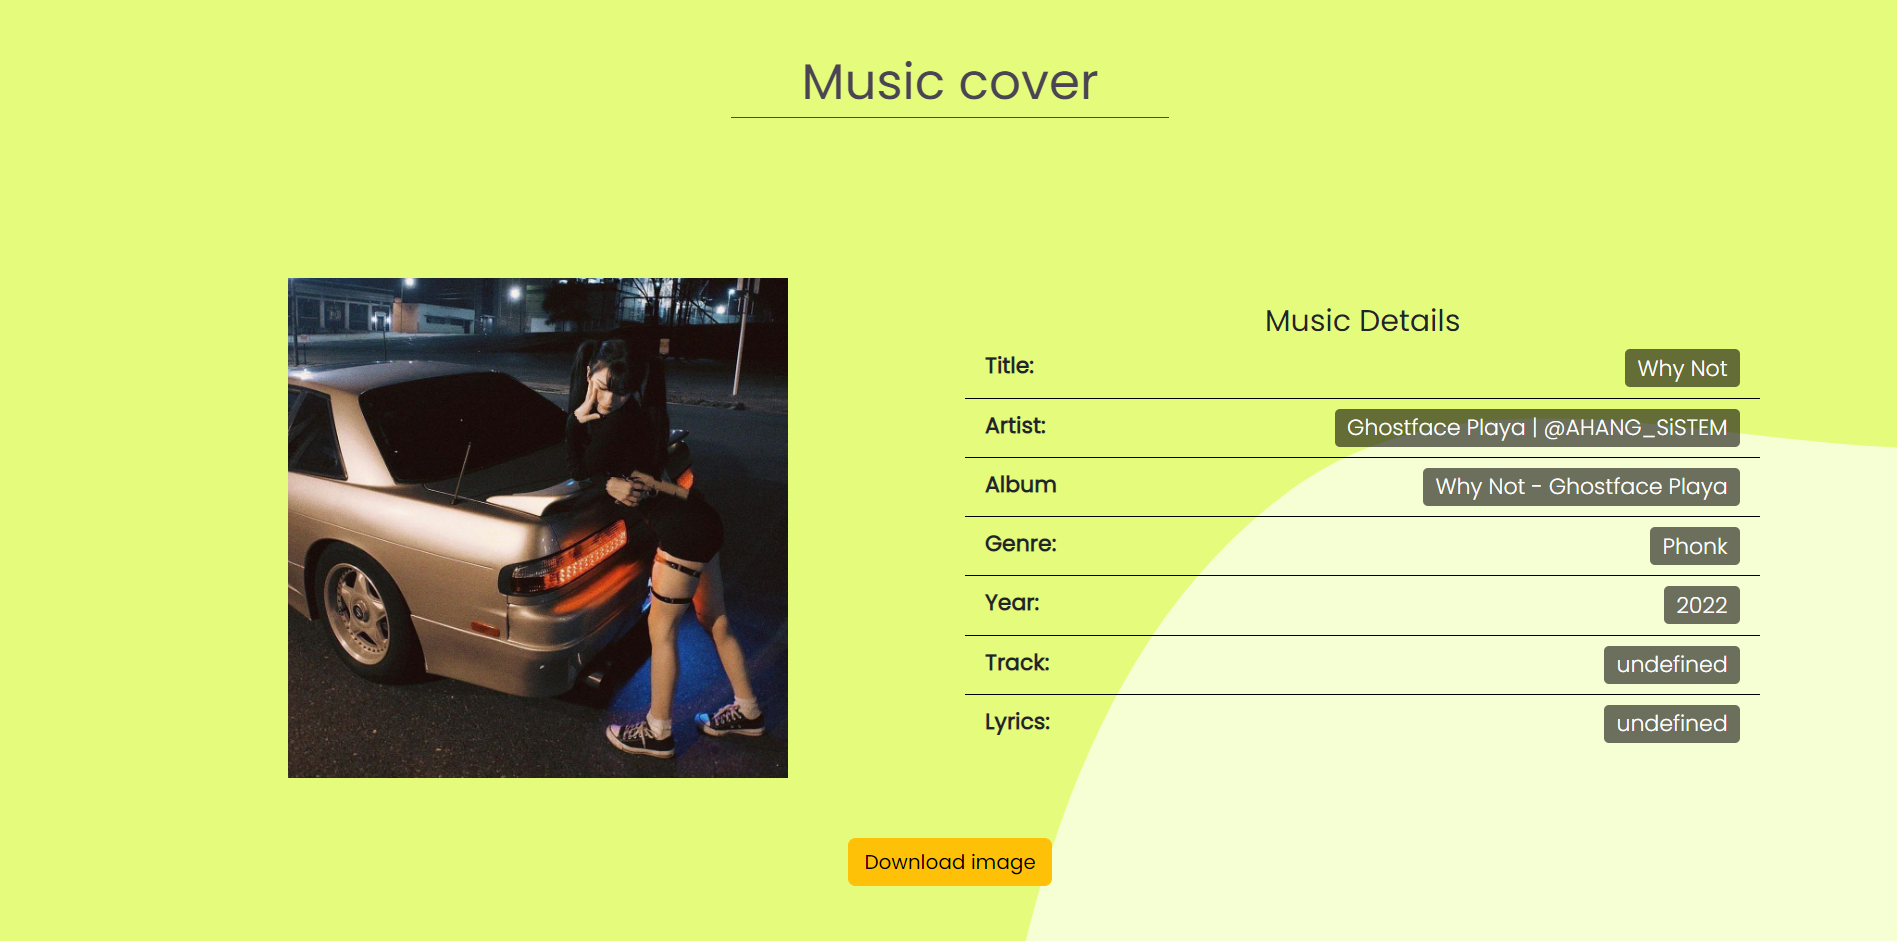 Music cover
Music Details
Title: Why Not
Artist: Ghostface Playa | @AHANG_SiSTEM
Album Why Not - Ghostface Playa
Genre: Phonk
Year: 2022
Track: undefined
Lyrics: undefined
Download image